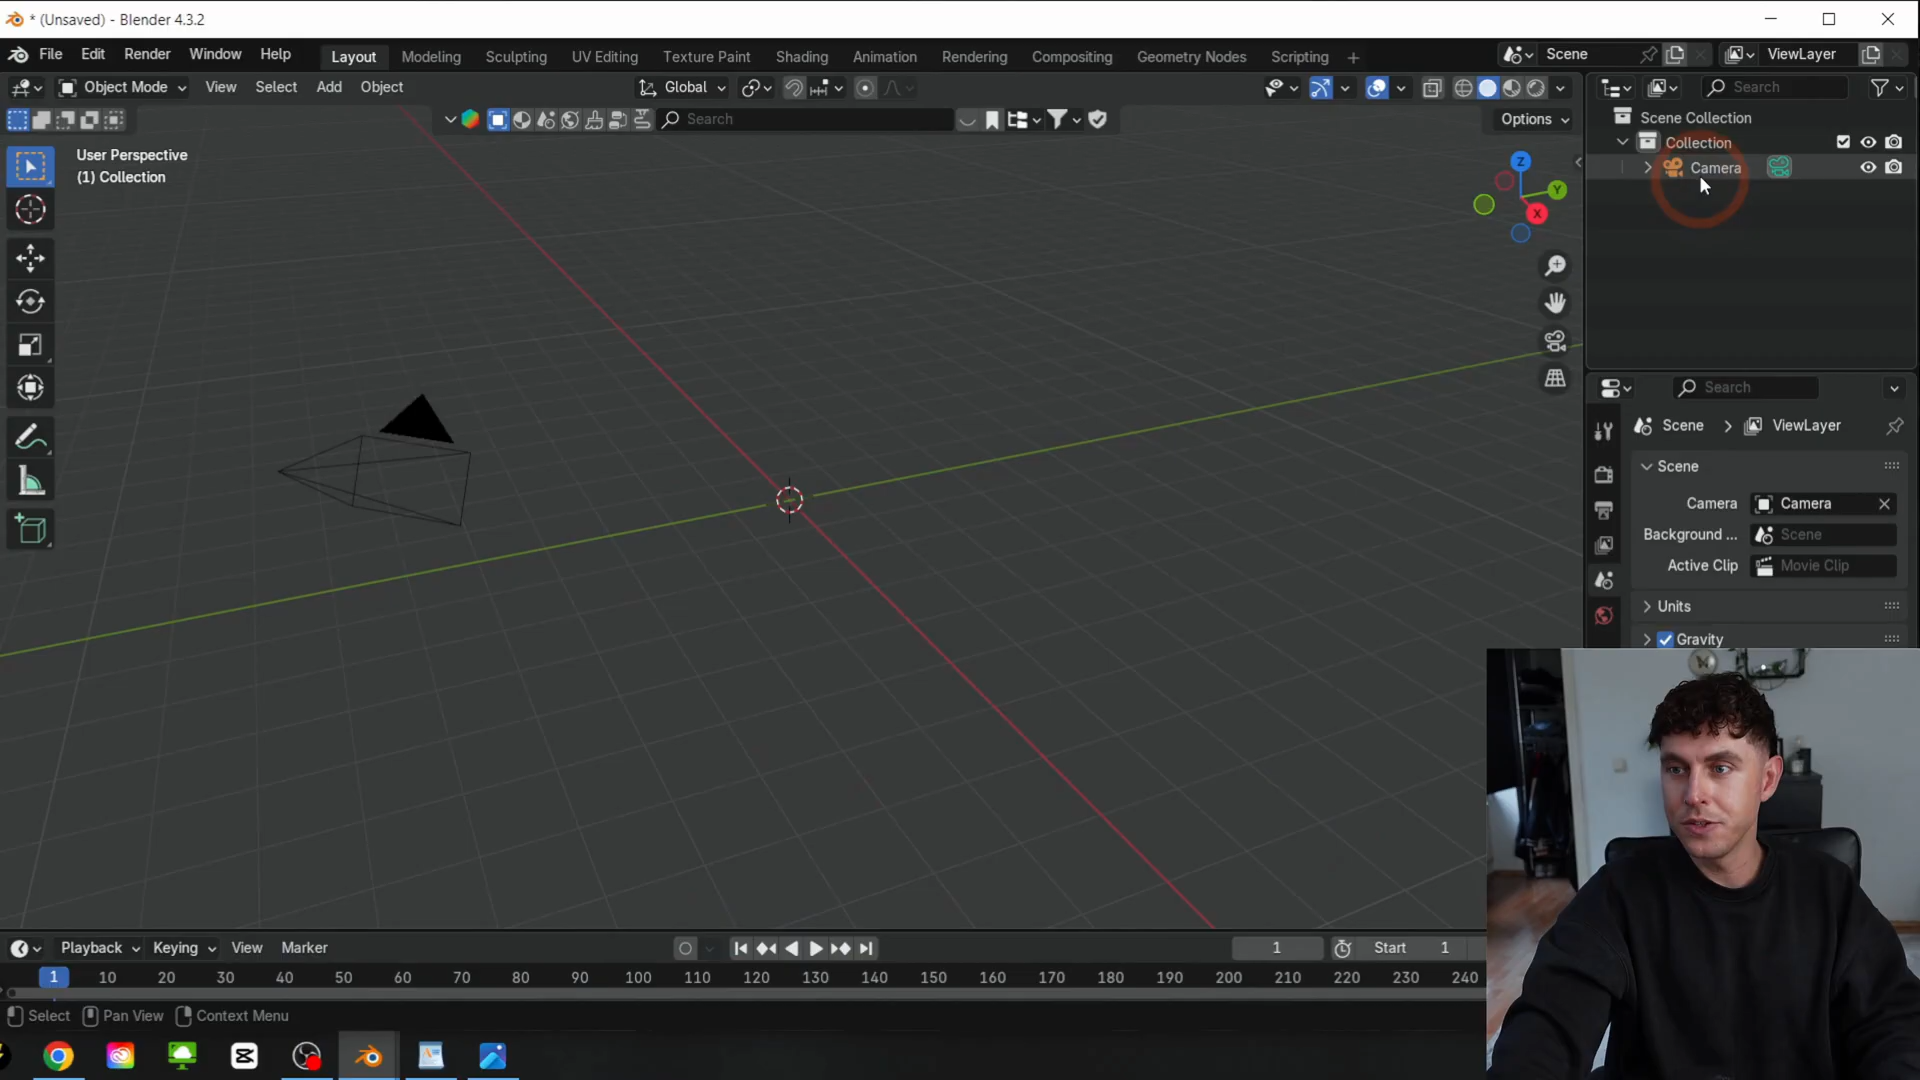 * (Unsaved) - Blender 4.3.2
File Edit Render Window Help
Layout Modeling Sculpting UV Editing Texture Paint Shading Animation Rendering Compositing Geometry Nodes Scripting +
Scene
ViewLayer
Object Mode View Select Add Object
Global
Search
Search
Options
User Perspective
(1) Collection
Z
Y
X
Scene Collection
Collection
Camera
Search
Scene > ViewLayer
Scene
Camera Camera
Background ... Scene
Active Clip Movie Clip
Units
Gravity
Playback Keying View Marker
1 Start 1
1 10 20 30 40 50 60 70 80 90 100 110 120 130 140 150 160 170 180 190 200 210 220 230 240
Select Pan View Context Menu